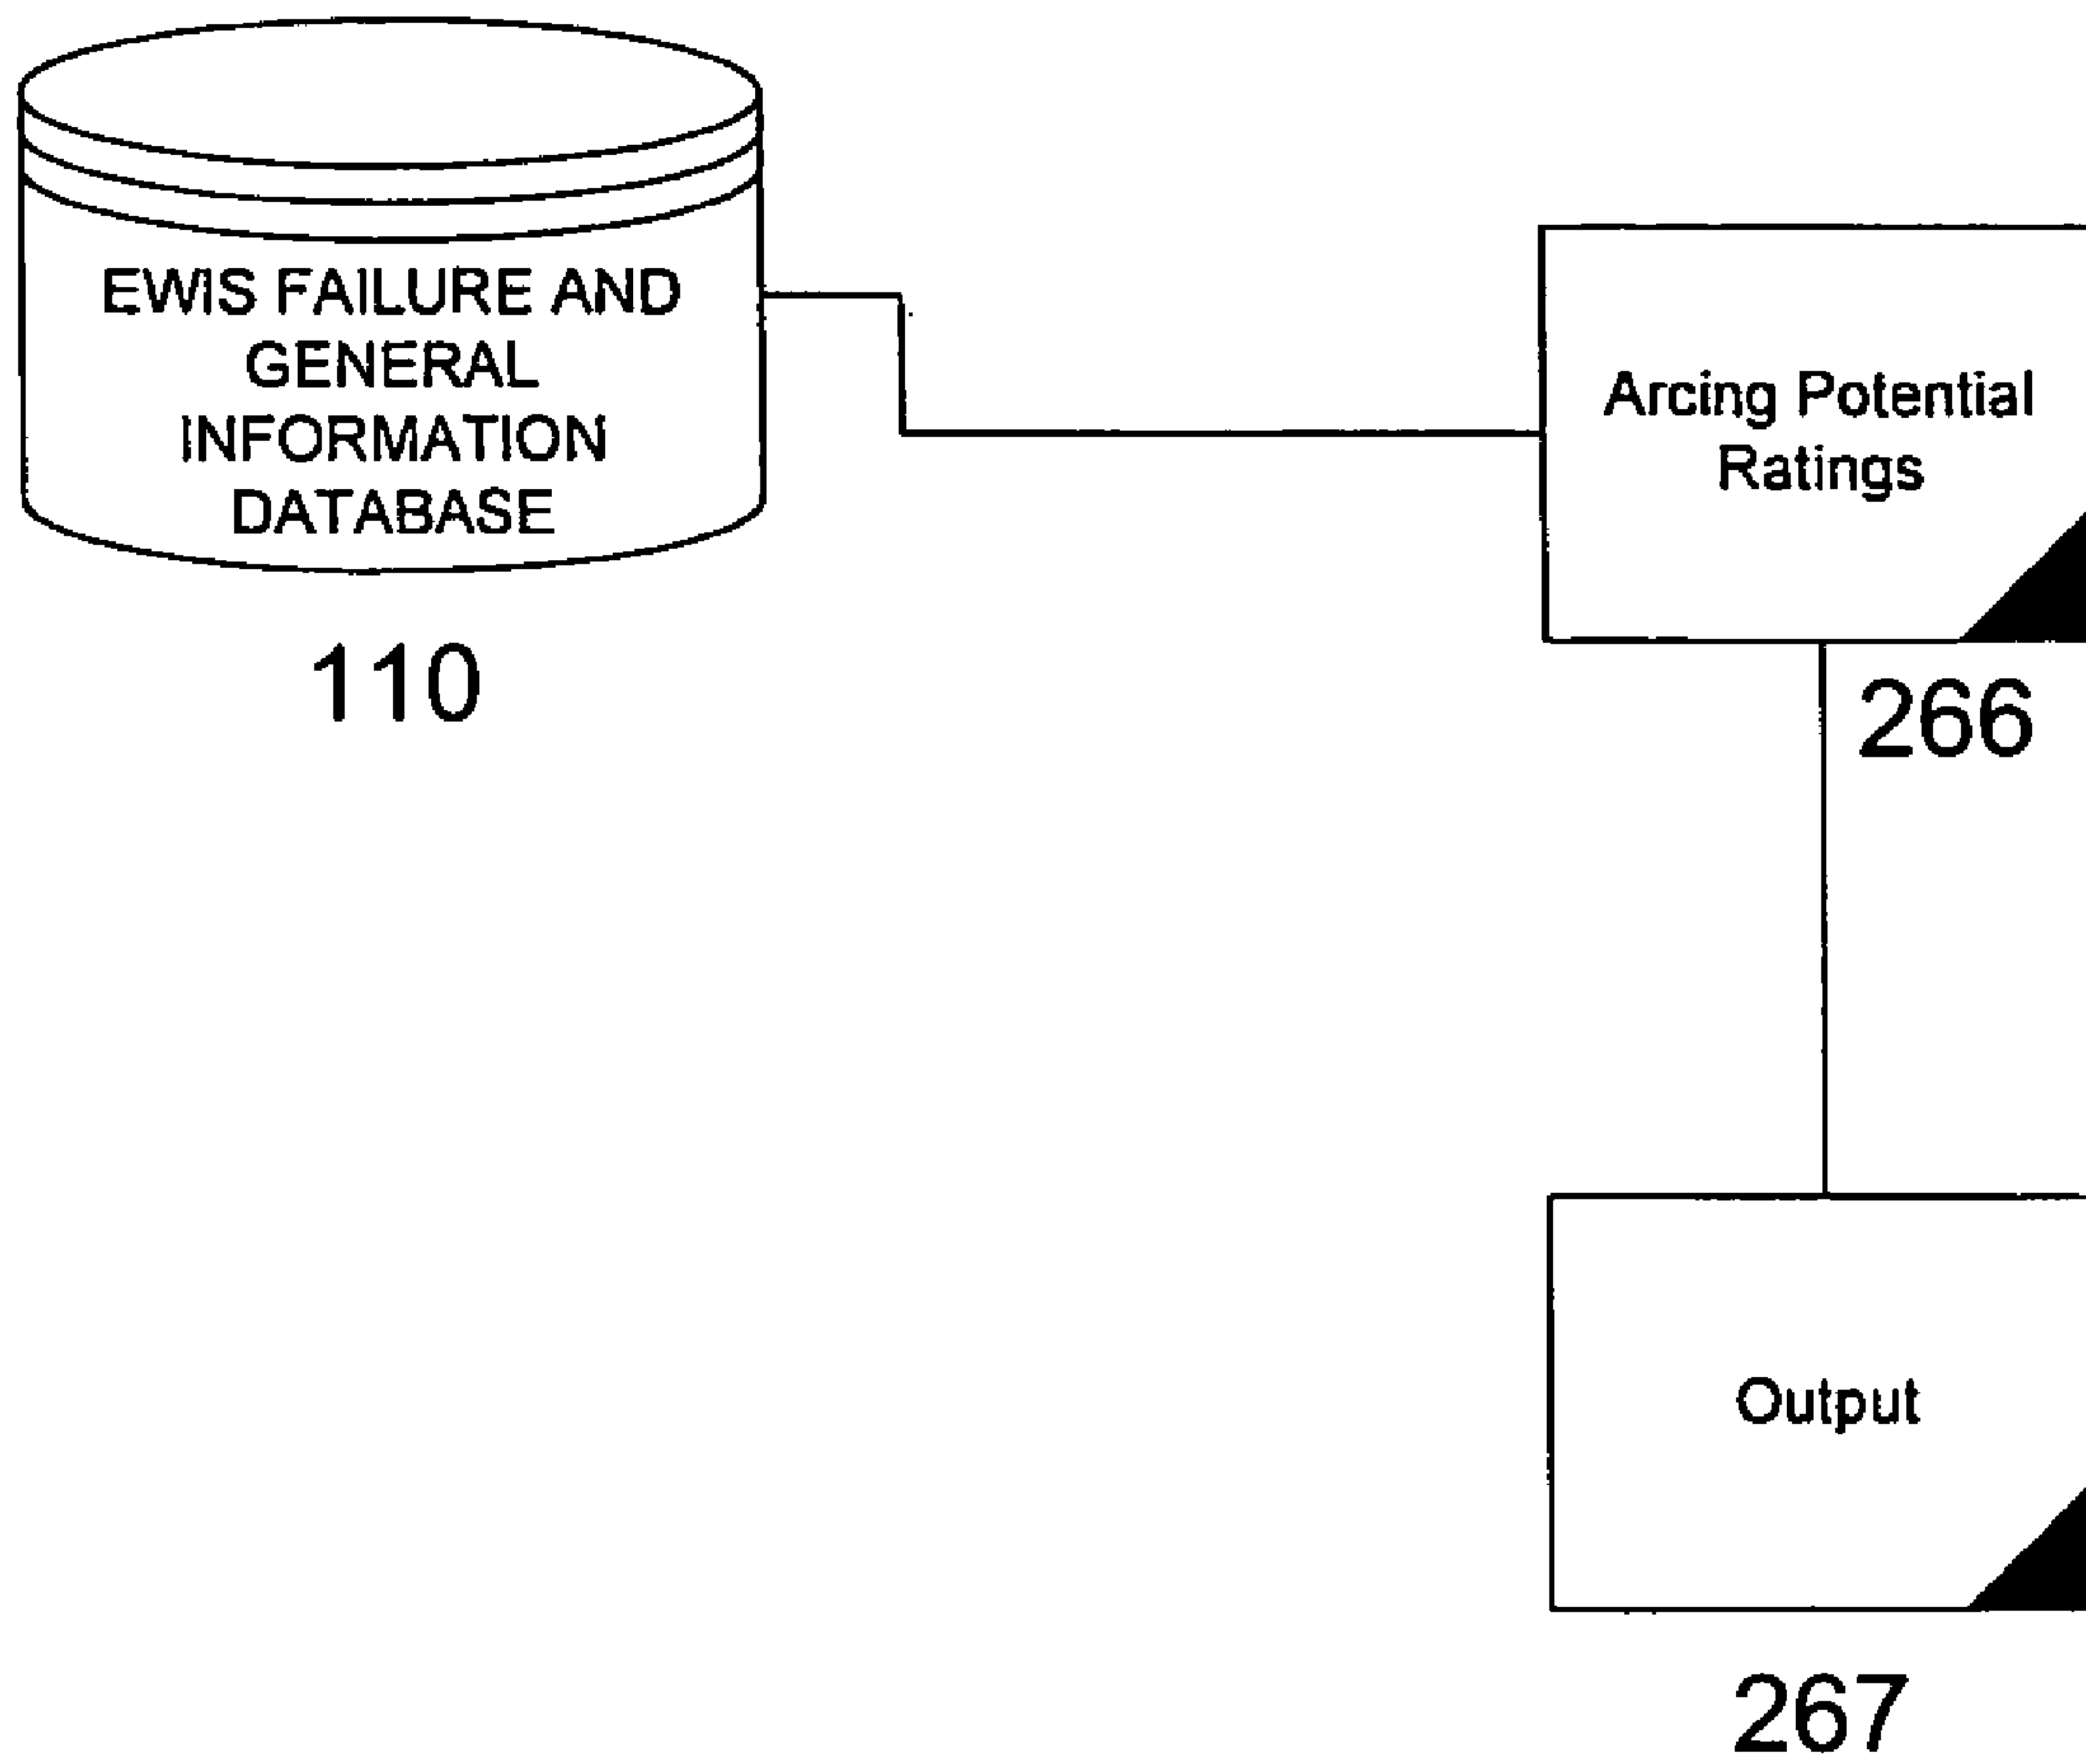 EWIS FAILURE AND
GENERAL
INFORMATION
DATABASE
110
Arcing Potential
Ratings
266
Output
267